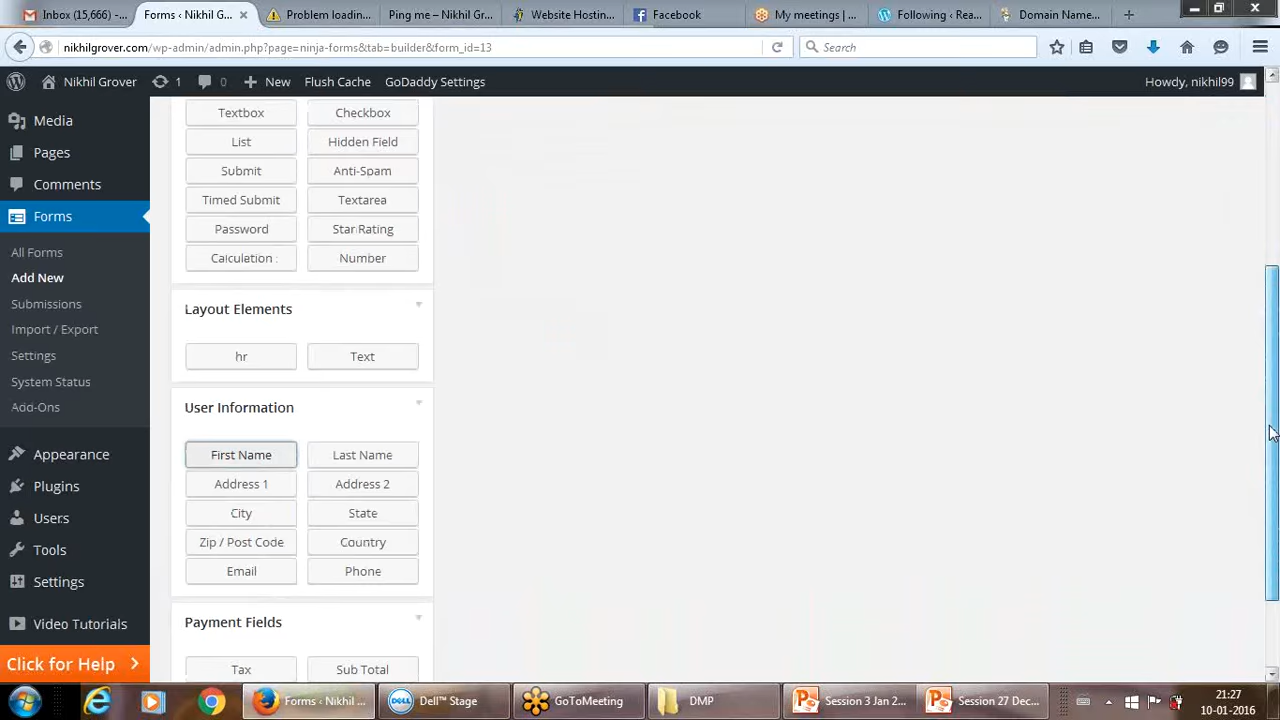 Inbox (15,666) -
Forms ‹ Nikhil G...
Problem loadin...
Ping me – Nikhil Gro...
Website Hostin...
Facebook
My meetings | ...
Following ‹ Rea...
Domain Name...
nikhilgrover.com/wp-admin/admin.php?page=ninja-forms&tab=builder&form_id=13
Search
Nikhil Grover
1
0
New
Flush Cache
GoDaddy Settings
Howdy, nikhil99
Media
Pages
Comments
Forms
All Forms
Add New
Submissions
Import / Export
Settings
System Status
Add-Ons
Appearance
Plugins
Users
Tools
Settings
Video Tutorials
Click for Help
Textbox
Checkbox
List
Hidden Field
Submit
Anti-Spam
Timed Submit
Textarea
Password
Star Rating
Calculation
Number
Layout Elements
hr
Text
User Information
First Name
Last Name
Address 1
Address 2
City
State
Zip / Post Code
Country
Email
Phone
Payment Fields
Tax
Sub Total
Forms ‹ Nikhil ...
Dell™ Stage
GoToMeeting
DMP
Session 3 Jan 2...
Session 27 Dec...
21:27
10-01-2016